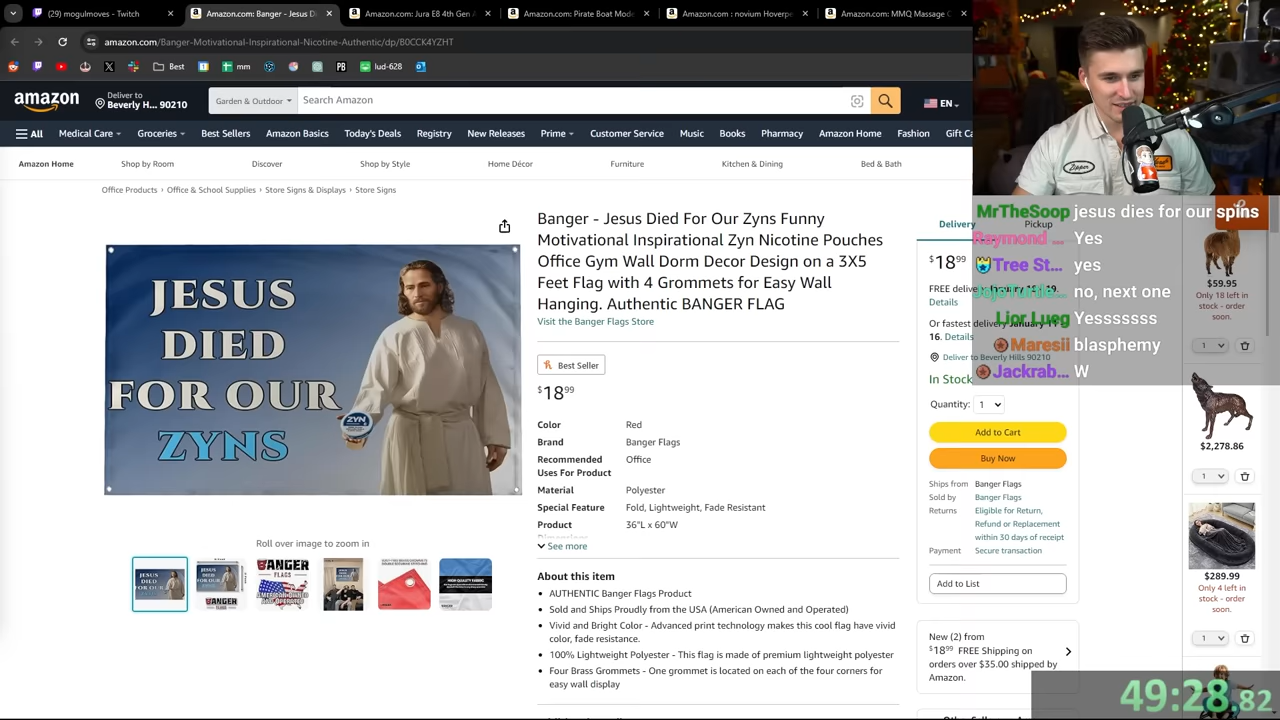 (29) mogulmoves - Twitch
Amazon.com: Banger - Jesus D
Amazon.com: Jura E8 4th Gen
Amazon.com: Pirate Boat Mode
Amazon.com : novium Hoverpe
Amazon.com: MMQ Massage C
amazon.com/Banger-Motivational-Inspirational-Nicotine-Authentic/dp/B0CCK4YZHT
Best
mm
lud-628
amazon
Deliver to
Beverly H... 90210
Garden & Outdoor
Search Amazon
EN
All
Medical Care
Groceries
Best Sellers
Amazon Basics
Today's Deals
Registry
New Releases
Prime
Customer Service
Music
Books
Pharmacy
Amazon Home
Fashion
Amazon Home
Shop by Room
Discover
Shop by Style
Home Décor
Furniture
Kitchen & Dining
Bed & Bath
Office Products › Office & School Supplies › Store Signs & Displays › Store Signs
JESUS
DIED
FOR OUR
ZYNS
ZYN
Roll over image to zoom in
Banger - Jesus Died For Our Zyns Funny
Motivational Inspirational Zyn Nicotine Pouches
Office Gym Wall Dorm Decor Design on a 3X5
Feet Flag with 4 Grommets for Easy Wall
Hanging. Authentic BANGER FLAG
Visit the Banger Flags Store
Best Seller
$18 99
Color Red
Brand Banger Flags
Recommended Office
Uses For Product
Material Polyester
Special Feature Fold, Lightweight, Fade Resistant
Product 36"L x 60"W
See more
About this item
AUTHENTIC Banger Flags Product
Sold and Ships Proudly from the USA (American Owned and Operated)
Vivid and Bright Color - Advanced print technology makes this cool flag have vivid
color, fade resistance.
100% Lightweight Polyester - This flag is made of premium lightweight polyester
Four Brass Grommets - One grommet is located on each of the four corners for
easy wall display
Delivery
Pickup
$18 99
FREE delivery January
Details
Or fastest delivery January 11 -
16. Details
Deliver to Beverly Hills 90210
In Stock
Quantity: 1
Add to Cart
Buy Now
Ships from Banger Flags
Sold by Banger Flags
Returns Eligible for Return,
Refund or Replacement
within 30 days of receipt
Payment Secure transaction
Add to List
New (2) from
$18 99 FREE Shipping on
orders over $35.00 shipped by
Amazon.
Zipper
MrTheSoop jesus dies for our spins
Raymond ... Yes
Tree St... yes
JojoTurtle... no, next one
Lior Lueg Yesssssss
Maresii blasphemy
Jackrab... W
$59.95
Only 18 left in
stock - order
soon.
1
$2,278.86
1
$289.99
Only 4 left in
stock - order
soon.
1
49:28.82